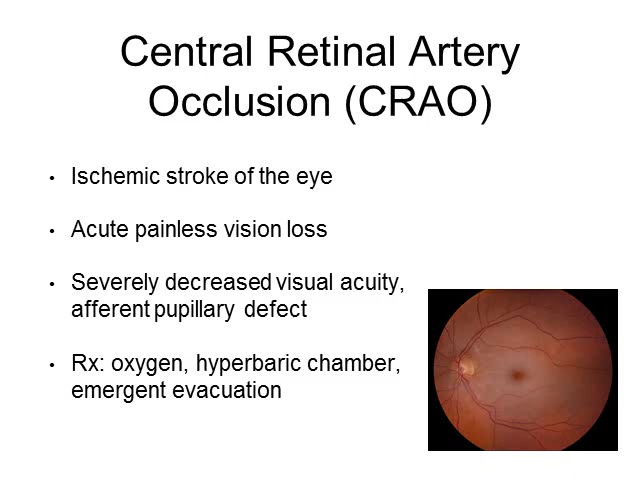 Central Retinal Artery
Occlusion (CRAO)
• Ischemic stroke of the eye
• Acute painless vision loss
• Severely decreased visual acuity,
afferent pupillary defect
• Rx: oxygen, hyperbaric chamber,
emergent evacuation